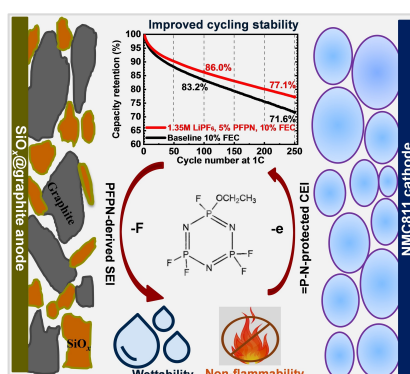 Improved cycling stability
Capacity retention (%)
100
95
90
85
80
75
70
65
60
86.0%
83.2%
77.1%
71.6%
1.35M LiPF₆, 5% PFPN, 10% FEC
Baseline 10% FEC
0 50 100 150 200 250
Cycle number at 1C
SiOₓ@graphite anode
Graphite
SiOₓ
PFPN-derived SEI
-F
F
OCH₂CH₃
P
N
N
F
P
P
F
F
N
F
-e
=P-N-protected CEI
NMC811 cathode
Wettability
Non-flammability